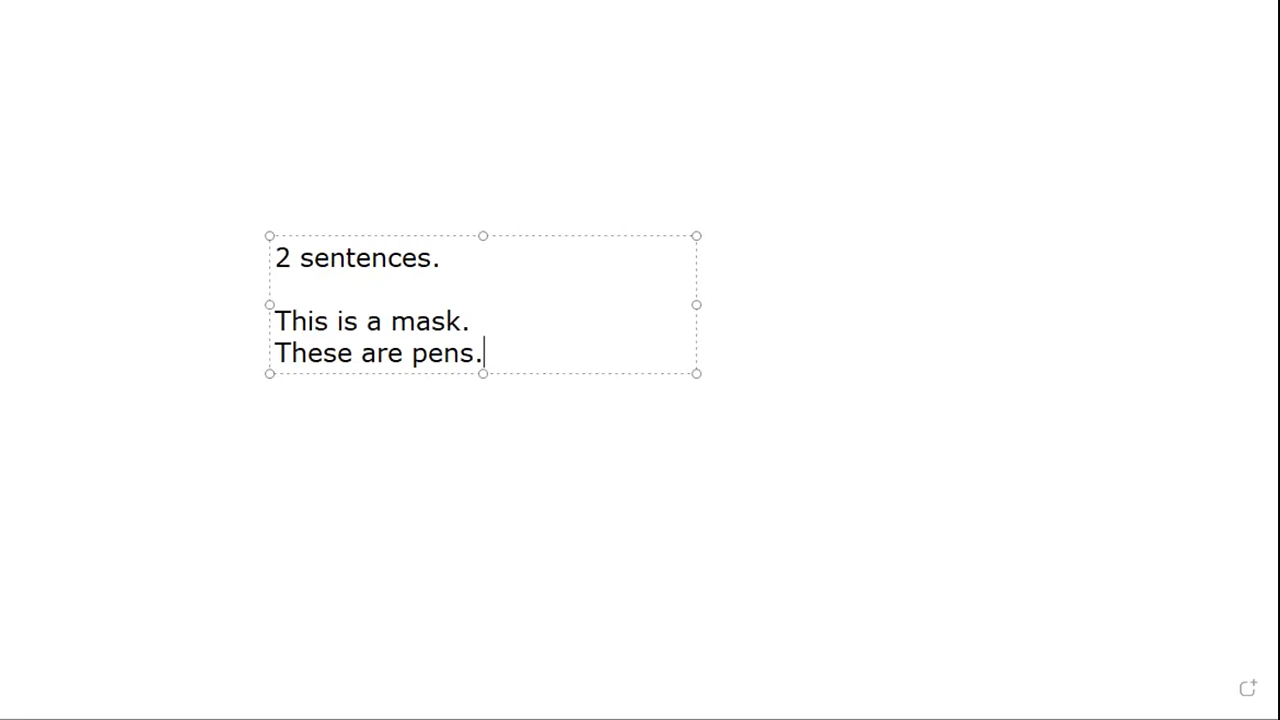 2 sentences.
This is a mask.
These are pens.